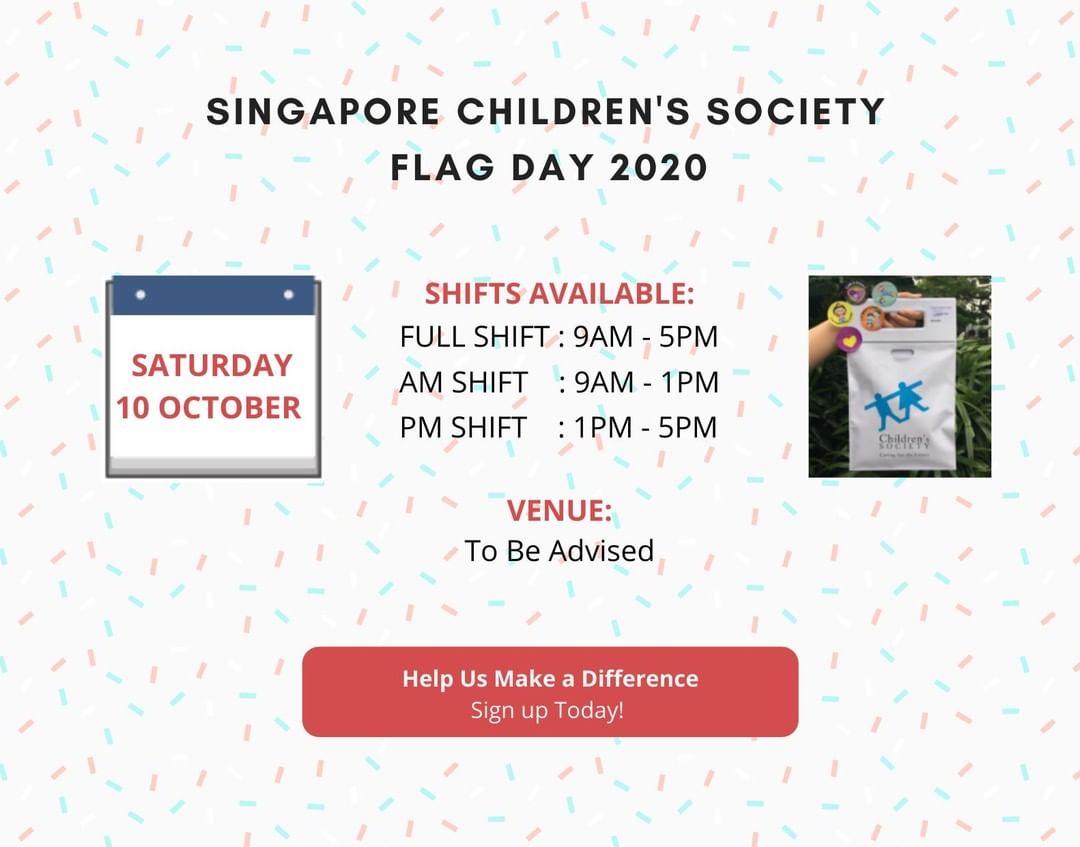 SINGAPORE CHILDREN'S SOCIETY
FLAG DAY 2020
SATURDAY
10 OCTOBER
SHIFTS AVAILABLE:
FULL SHIFT : 9AM - 5PM
AM SHIFT : 9AM - 1PM
PM SHIFT : 1PM - 5PM
Children's
SOCIETY
Caring for the Future
VENUE:
To Be Advised
Help Us Make a Difference
Sign up Today!